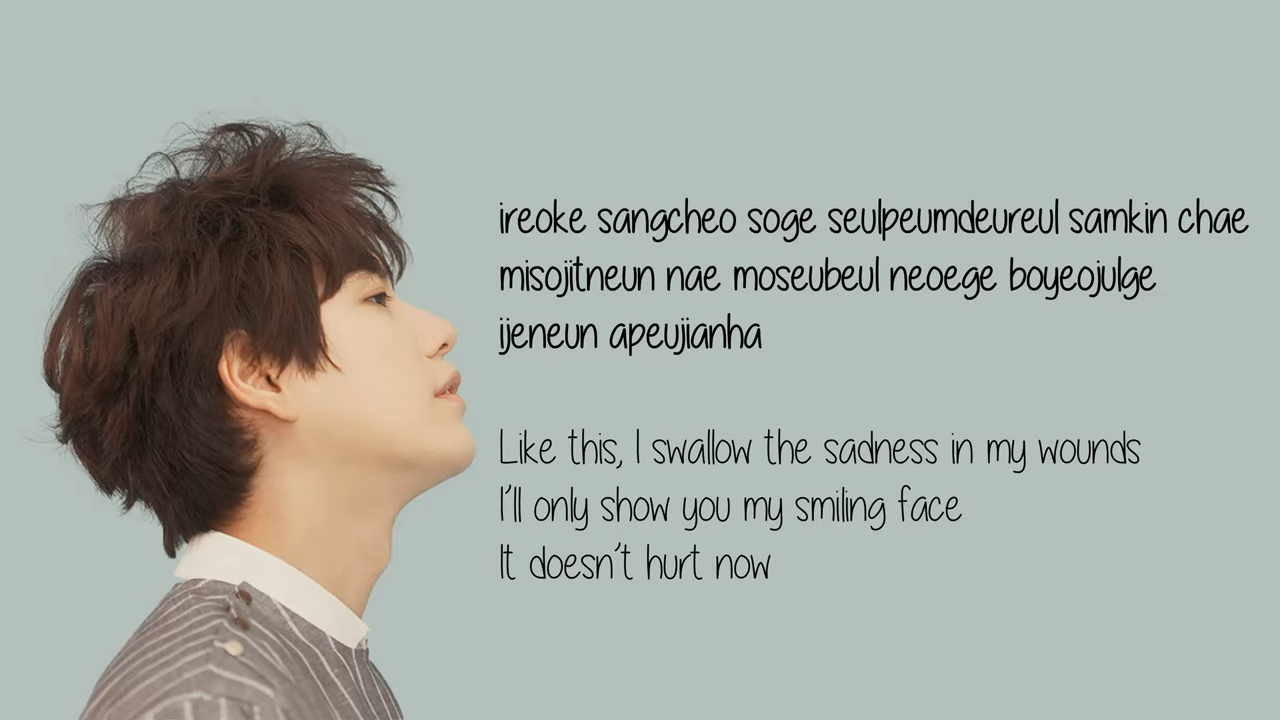 ireoke sangcheo soge seulpeumdeureul samkin chae
misojitneun nae moseubeul neoege boyeojulge
ijeneun apeujianha
Like this, I swallow the sadness in my wounds
I'll only show you my smiling face
It doesn't hurt now